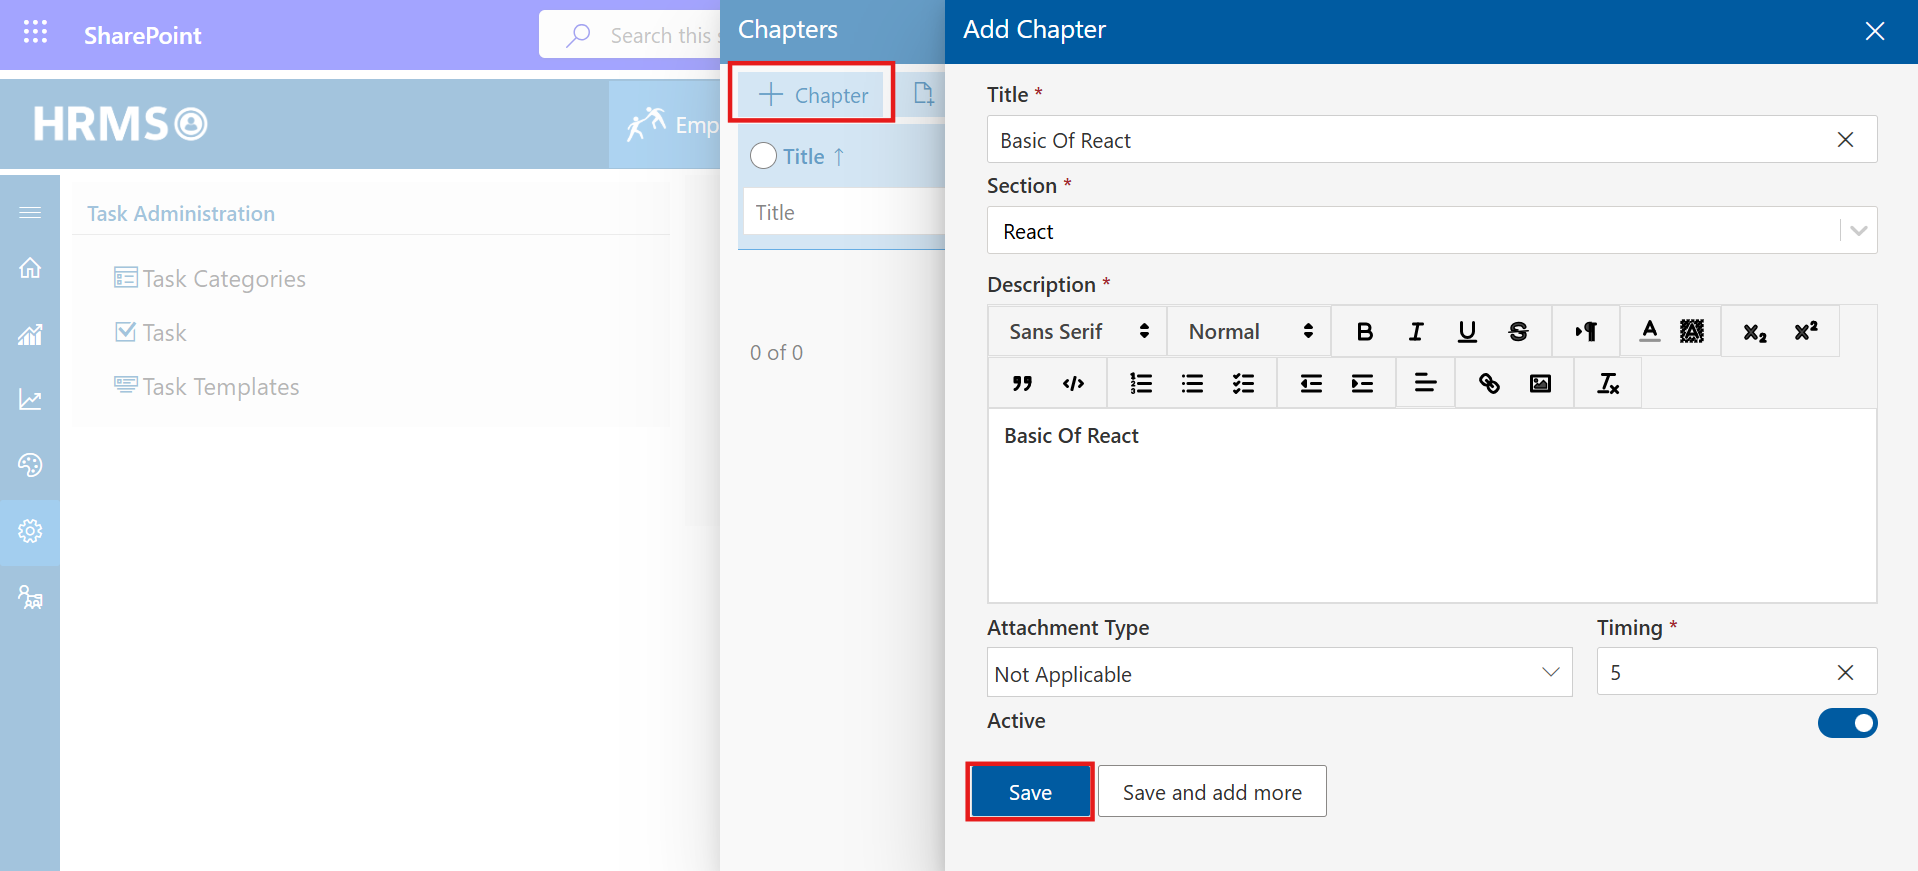 SharePoint
Search this
HRMS
Emp
Task Administration
Task Categories
Task
Task Templates
Chapters
Chapter
Title ↑
Title
0 of 0
Add Chapter
Title *
Basic Of React
Section *
React
Description *
Sans Serif Normal
Basic Of React
Attachment Type
Not Applicable
Timing *
5
Active
Save
Save and add more